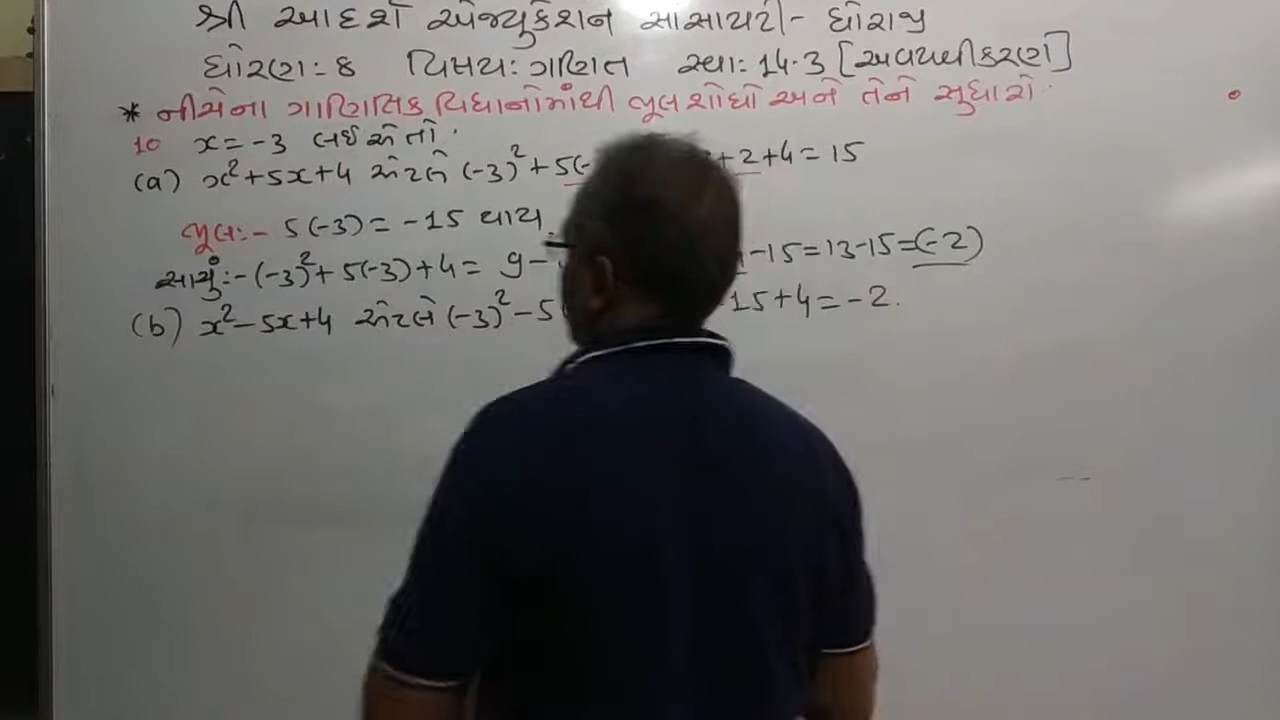 શ્રી આદર્શ એજ્યુકેશન સોસાયટી - ધોરાજી
ધોરણ: 8 વિષય: ગણિત સ્વા: 14.3 [અવયવીકરણ]
* નીચેના ગાણિતિક વિધાનોમાંથી ભૂલ શોધો અને તેને સુધારો.
10 x = -3 લઈએ તો.
(a) x² + 5x + 4 એટલે (-3)² + 5(- + 2 + 4 = 15
ભૂલ:- 5(-3) = -15 થાય.
સાચું:- (-3)² + 5(-3) + 4 = 9 - - 15 = 13 - 15 = (-2)
(b) x² - 5x + 4 એટલે (-3)² - 5 15 + 4 = -2.